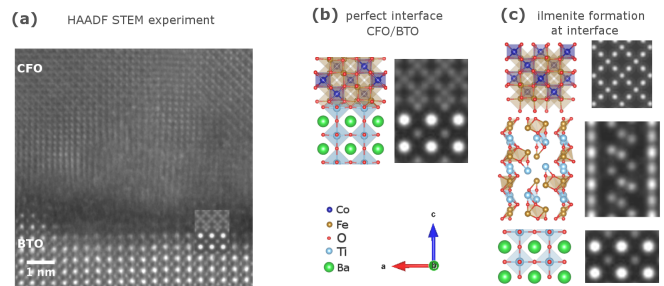 (a) HAADF STEM experiment
CFO
BTO
1 nm
(b) perfect interface
CFO/BTO
Co
Fe
O
Ti
Ba
c
a
b
(c) ilmenite formation
at interface